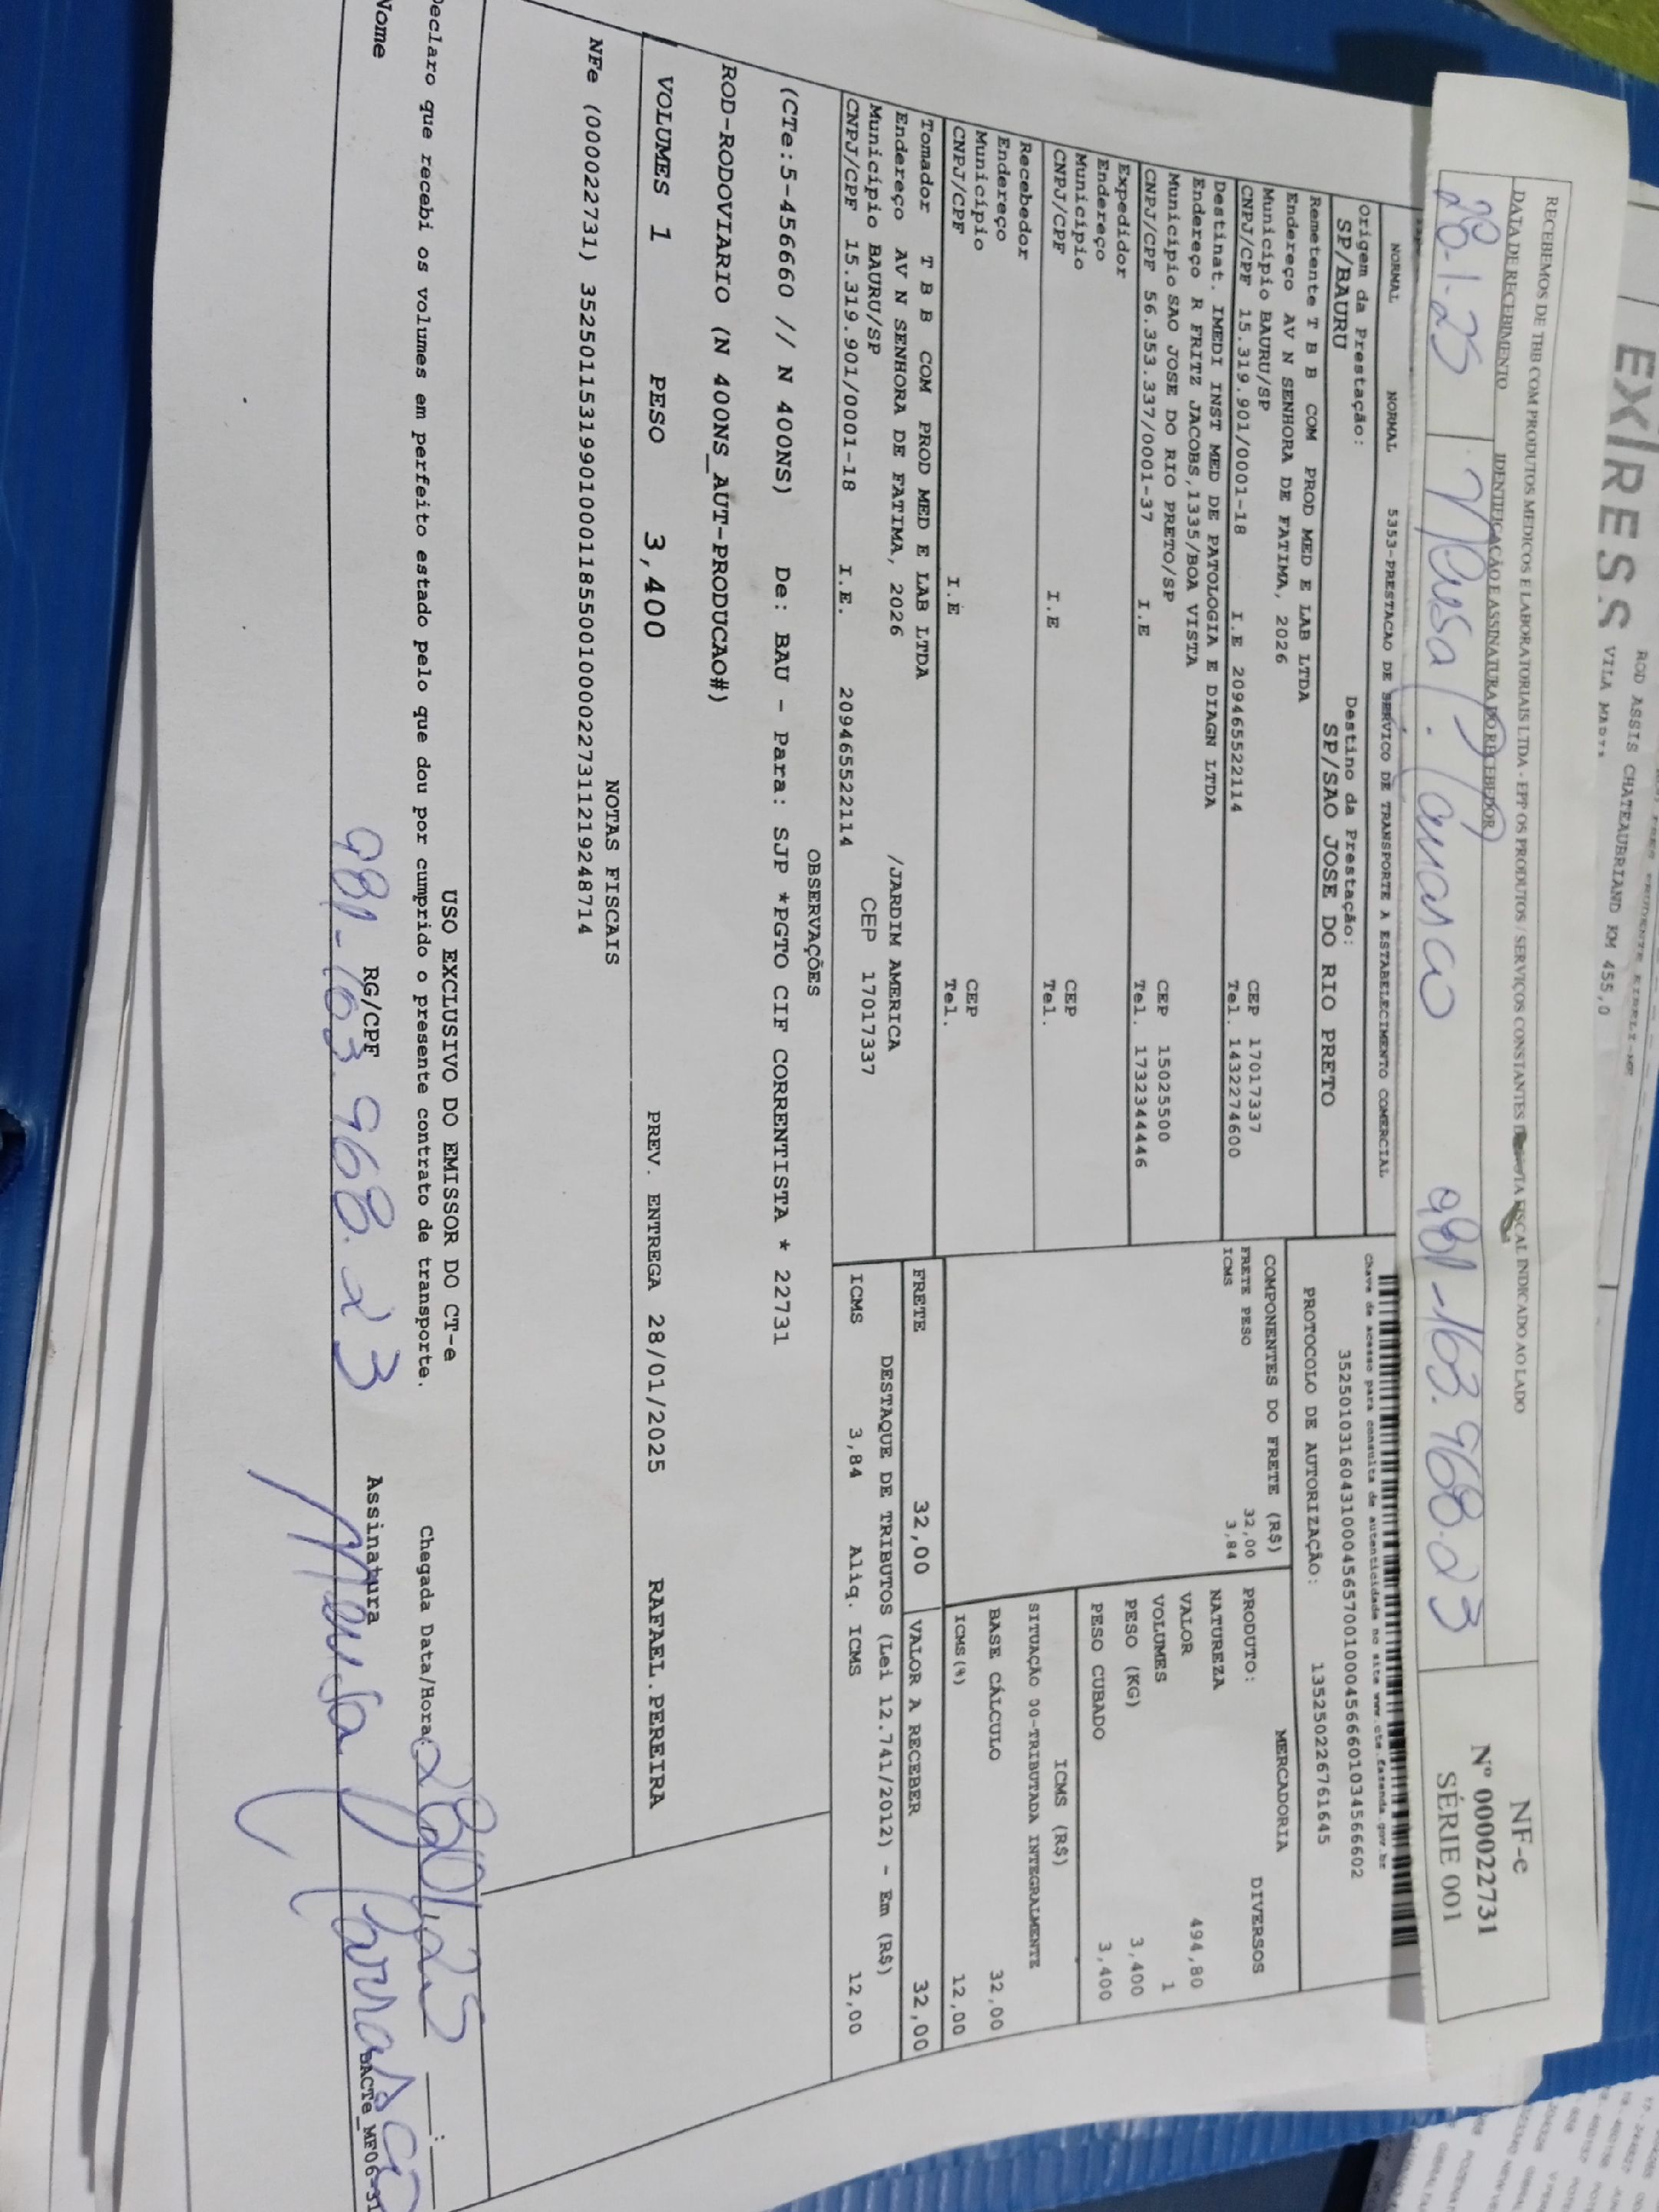 EX/RESS
ROD ASSIS CHATEAUBRIAND KM 455,0
VILA
RECEBEMOS DE TBB COM PRODUTOS MEDICOS E LABORATORIAIS LTDA - EPP OS PRODUTOS / SERVIÇOS CONSTANTES FISCAL INDICADO AO LADO
DATA DE RECEBIMENTO
IDENTIFICAÇÃO E ASSINATURA DO RECEBEDOR
28-1-25
081-163.968-23
NF-e
Nº 000022731
SÉRIE 001
NORMAL NORMAL 5353-PRESTACAO DE SERVICO DE TRANSPORTE A ESTABELECIMENTO COMERCIAL
Origem da Prestação:
SP/BAURU
Destino da Prestação:
SP/SAO JOSE DO RIO PRETO
Chave de acesso para consulta de autenticidade no site www.cte.fazenda.gov.br
35250103160431000456570010004566601034566602
PROTOCOLO DE AUTORIZAÇÃO: 135250226761645
Remetente T B B COM PROD MED E LAB LTDA
Endereço AV N SENHORA DE FATIMA, 2026
Município BAURU/SP CEP 17017337
CNPJ/CPF 15.319.901/0001-18 I.E 209465522114 Tel. 1432274600
Destinat. IMEDI INST MED DE PATOLOGIA E DIAGN LTDA
Endereço R FRITZ JACOBS,1335/BOA VISTA
Município SAO JOSE DO RIO PRETO/SP CEP 15025500
CNPJ/CPF 56.353.337/0001-37 I.E Tel. 1732344446
Expedidor
Endereço
Município CEP
CNPJ/CPF I.E Tel.
Recebedor
Endereço
Município CEP
CNPJ/CPF I.E Tel.
COMPONENTES DO FRETE (R$)
FRETE PESO 32,00
ICMS 3,84
MERCADORIA
PRODUTO: DIVERSOS
NATUREZA
VALOR 494,80
VOLUMES 1
PESO (KG) 3,400
PESO CUBADO 3,400
ICMS (R$)
SITUAÇÃO 00-TRIBUTADA INTEGRALMENTE
BASE CÁLCULO 32,00
ICMS(%) 12,00
Tomador T B B COM PROD MED E LAB LTDA
Endereço AV N SENHORA DE FATIMA, 2026 /JARDIM AMERICA
Município BAURU/SP CEP 17017337
CNPJ/CPF 15.319.901/0001-18 I.E. 209465522114
FRETE 32,00 VALOR A RECEBER 32,00
DESTAQUE DE TRIBUTOS (Lei 12.741/2012) - Em (R$)
ICMS 3,84 Aliq. ICMS 12,00
OBSERVAÇÕES
(CTe:5-456660 // N 400NS) De: BAU - Para: SJP *PGTO CIF CORRENTISTA * 22731
ROD-RODOVIARIO (N 400NS_AUT-PRODUCAO#)
VOLUMES 1 PESO 3,400 PREV. ENTREGA 28/01/2025 RAFAEL.PEREIRA
NOTAS FISCAIS
NFe (000022731) 35250115319901000118550010000227311219248714
USO EXCLUSIVO DO EMISSOR DO CT-e
Declaro que recebi os volumes em perfeito estado pelo que dou por cumprido o presente contrato de transporte.
Chegada Data/Hora:
Nome
RG/CPF
081-163.968.23
Assinatura
DACTe_MF06-51